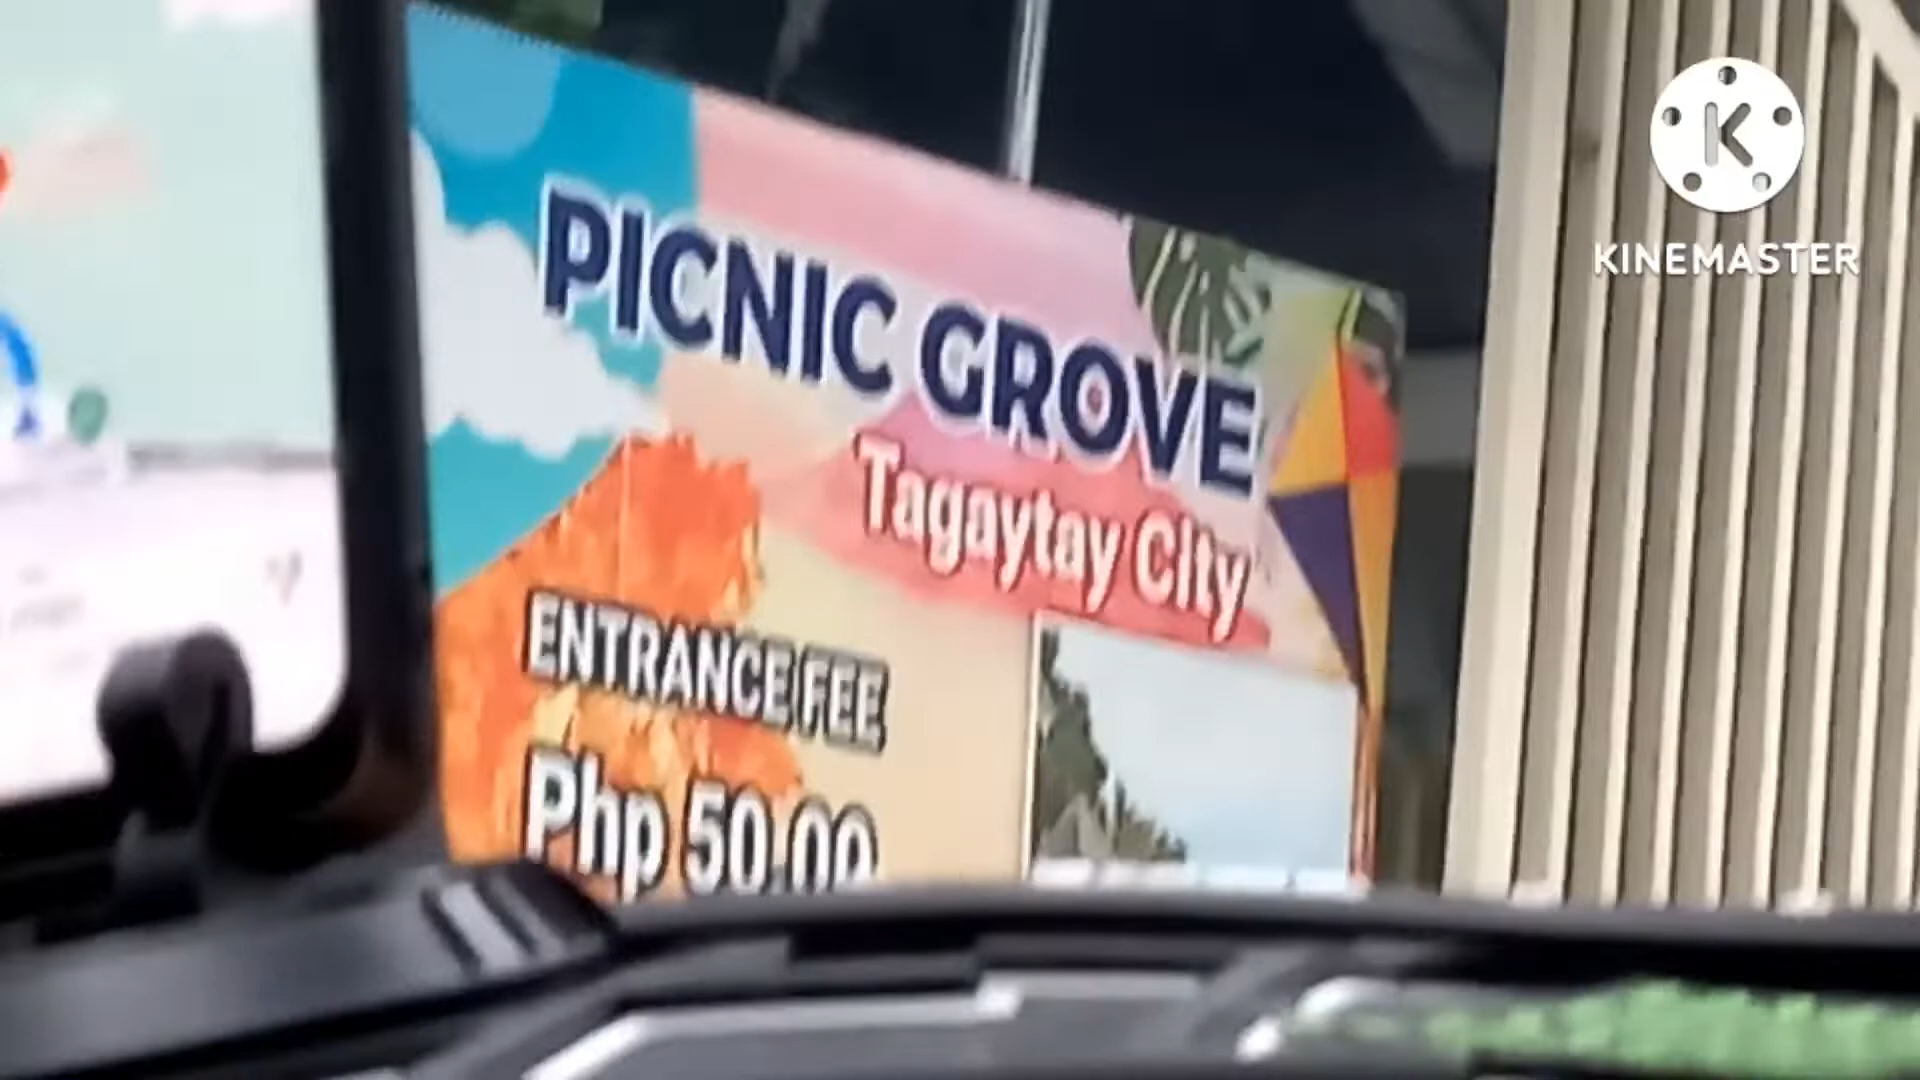 PICNIC GROVE
Tagaytay City
ENTRANCE FEE
Php 50.00
K
KINEMASTER